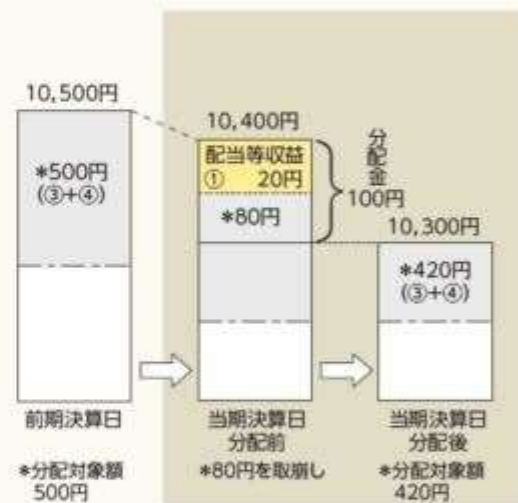 10,500円
*500円
(③+④)
前期決算日
*分配対象額
500円
10,400円
配当等収益
① 20円
*80円
分配金
100円
当期決算日
分配前
*80円を取崩し
10,300円
*420円
(③+④)
当期決算日
分配後
*分配対象額
420円